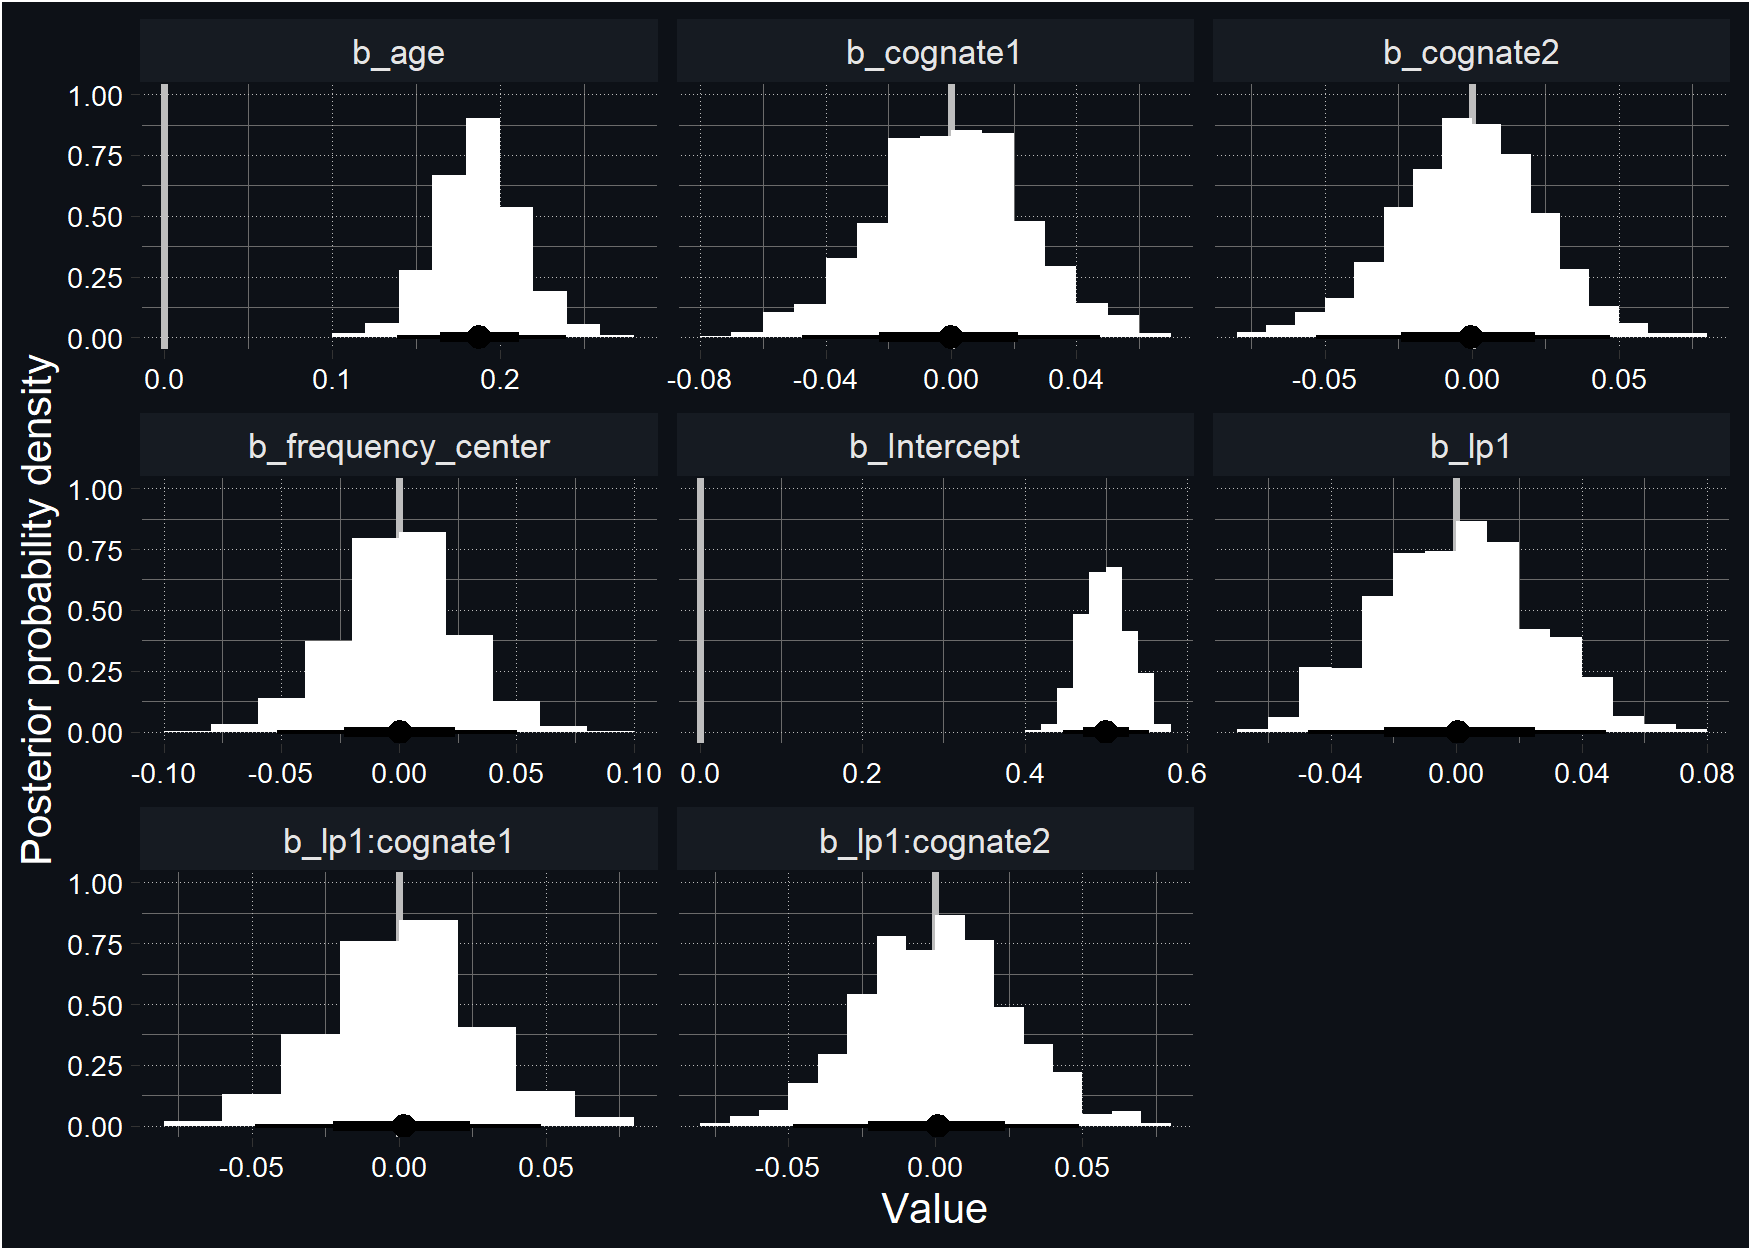 b_age b_cognate1 b_cognate2
1.00
0.75
0.50
0.25
0.00
0.0 0.1 0.2 -0.08 -0.04 0.00 0.04 -0.05 0.00 0.05
b_frequency_center b_Intercept b_lp1
1.00
0.75
0.50
0.25
0.00
-0.10 -0.05 0.00 0.05 0.10 0.0 0.2 0.4 0.6 -0.04 0.00 0.04 0.08
b_lp1:cognate1 b_lp1:cognate2
1.00
0.75
0.50
0.25
0.00
-0.05 0.00 0.05 -0.05 0.00 0.05
Value
Posterior probability density